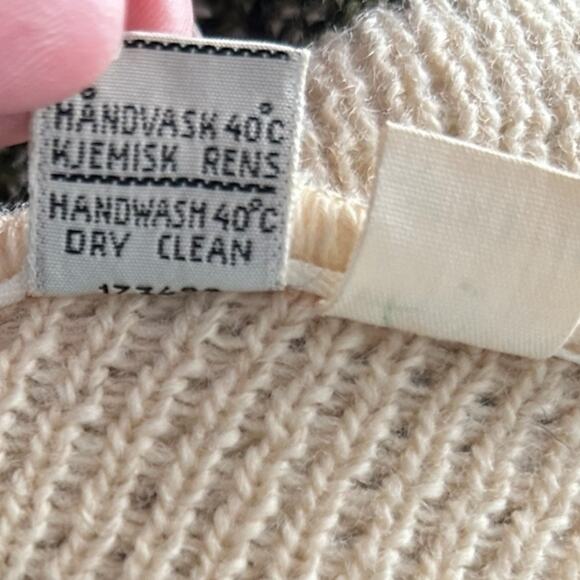 HÅNDVASK 40°C
KJEMISK RENS
HANDWASH 40°C
DRY CLEAN